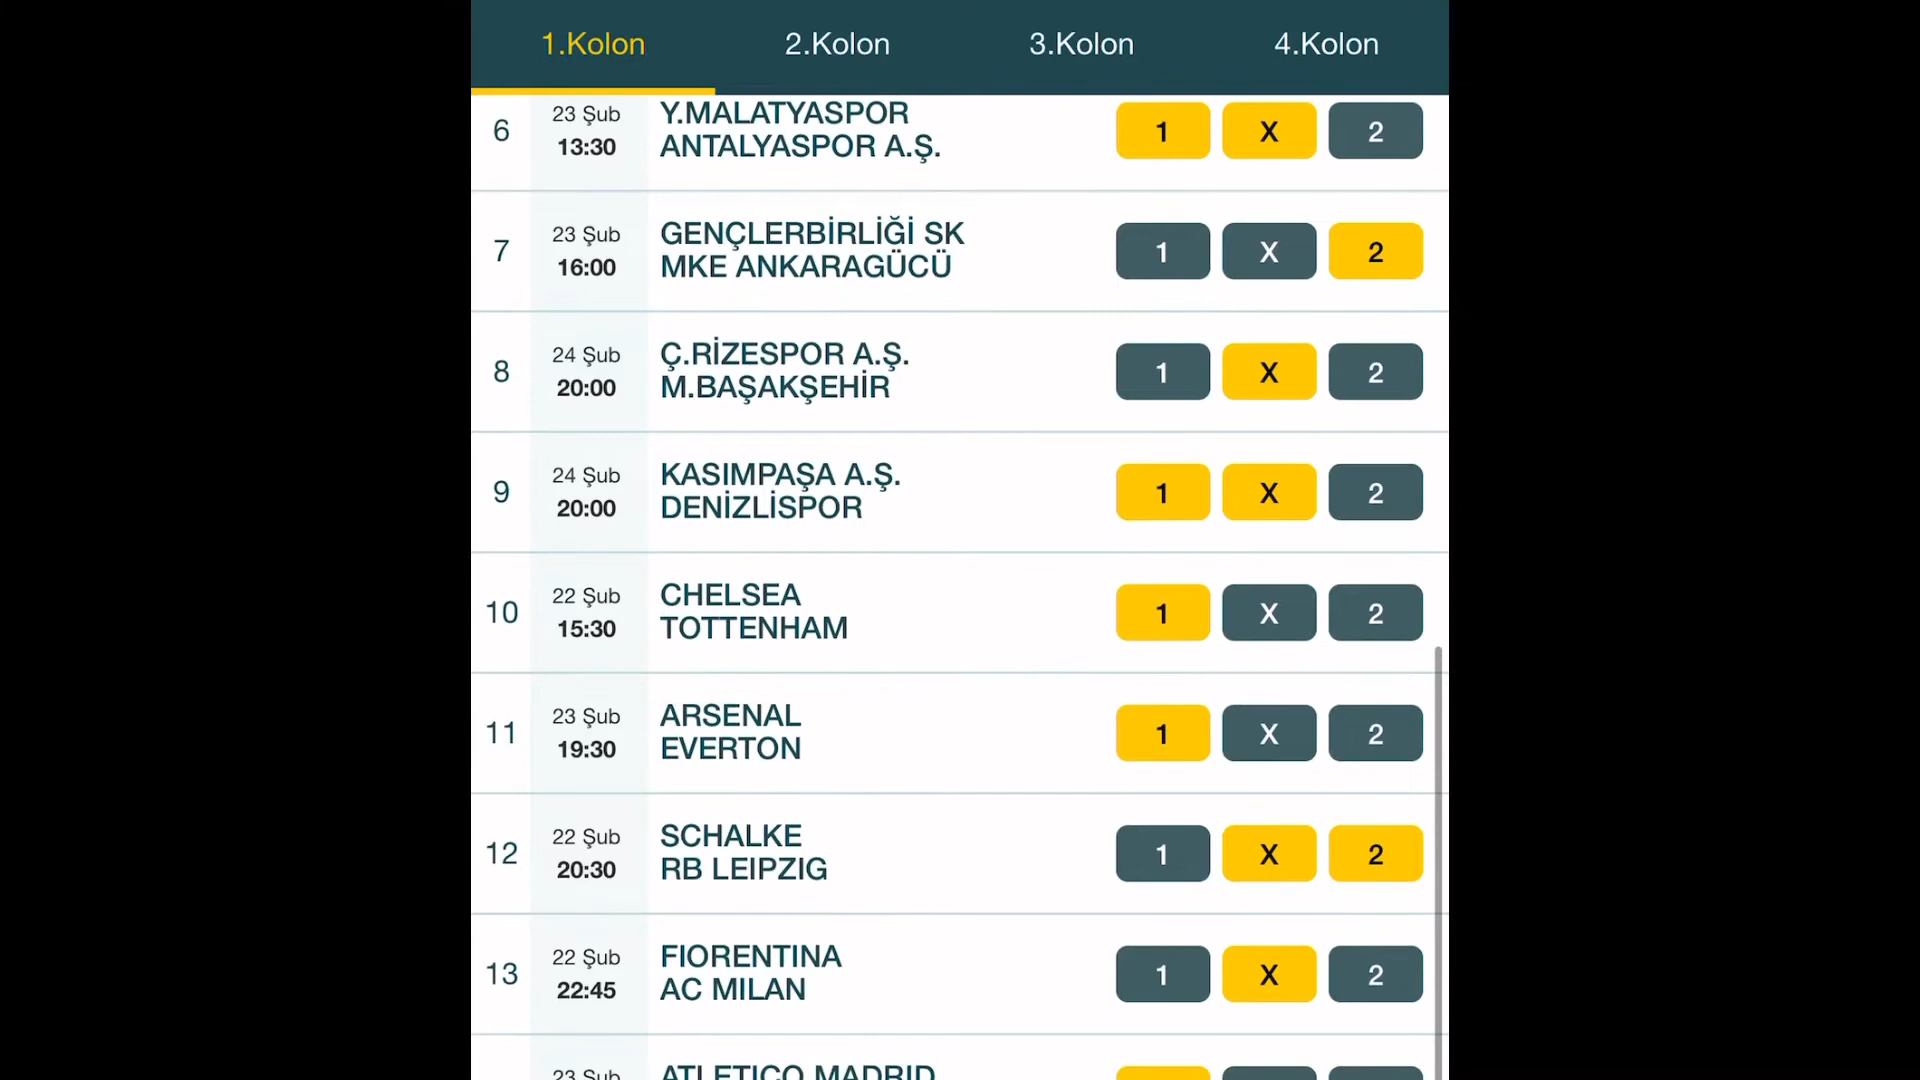 1.Kolon 2.Kolon 3.Kolon 4.Kolon
6 23 Şub 13:30 Y.MALATYASPOR ANTALYASPOR A.Ş. 1 X 2
7 23 Şub 16:00 GENÇLERBİRLİĞİ SK MKE ANKARAGÜCÜ 1 X 2
8 24 Şub 20:00 Ç.RİZESPOR A.Ş. M.BAŞAKŞEHİR 1 X 2
9 24 Şub 20:00 KASIMPAŞA A.Ş. DENİZLİSPOR 1 X 2
10 22 Şub 15:30 CHELSEA TOTTENHAM 1 X 2
11 23 Şub 19:30 ARSENAL EVERTON 1 X 2
12 22 Şub 20:30 SCHALKE RB LEIPZIG 1 X 2
13 22 Şub 22:45 FIORENTINA AC MILAN 1 X 2
23 Şub ATLETICO MADRID